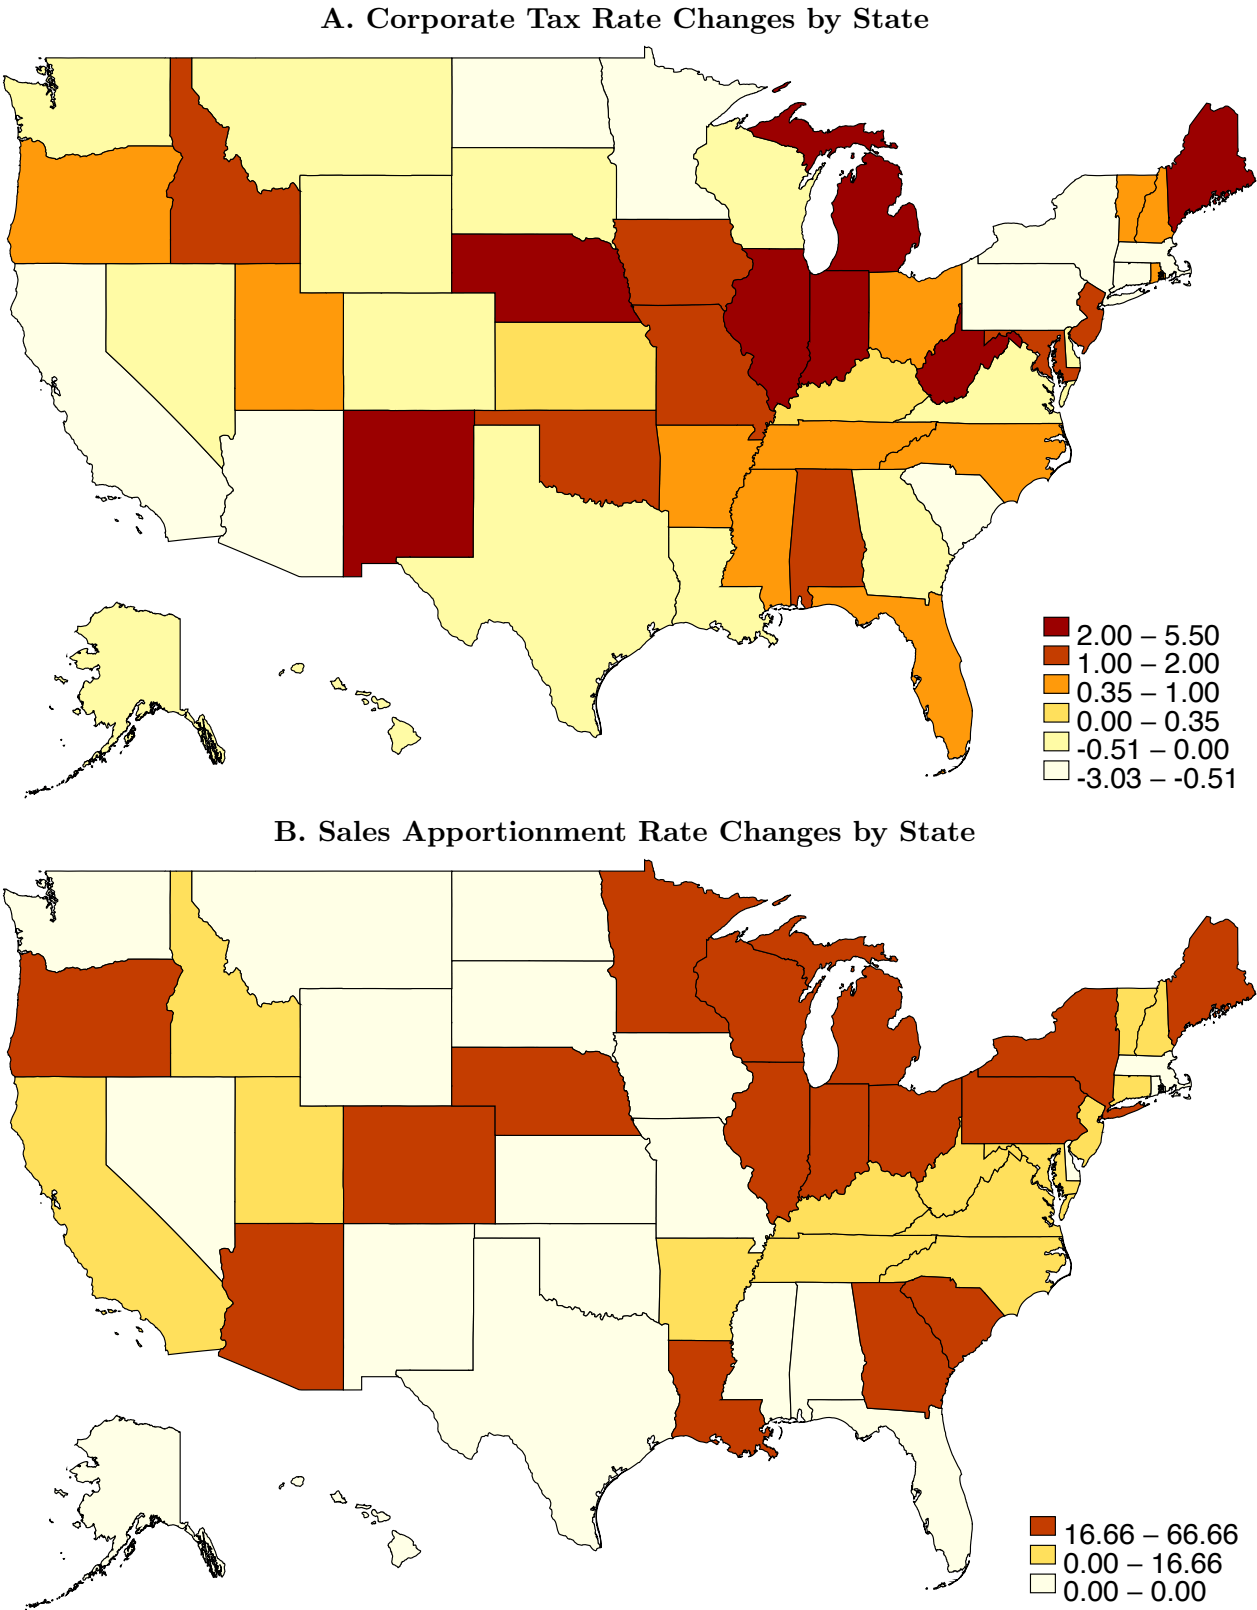 A. Corporate Tax Rate Changes by State
2.00 – 5.50
1.00 – 2.00
0.35 – 1.00
0.00 – 0.35
-0.51 – 0.00
-3.03 – -0.51
B. Sales Apportionment Rate Changes by State
16.66 – 66.66
0.00 – 16.66
0.00 – 0.00